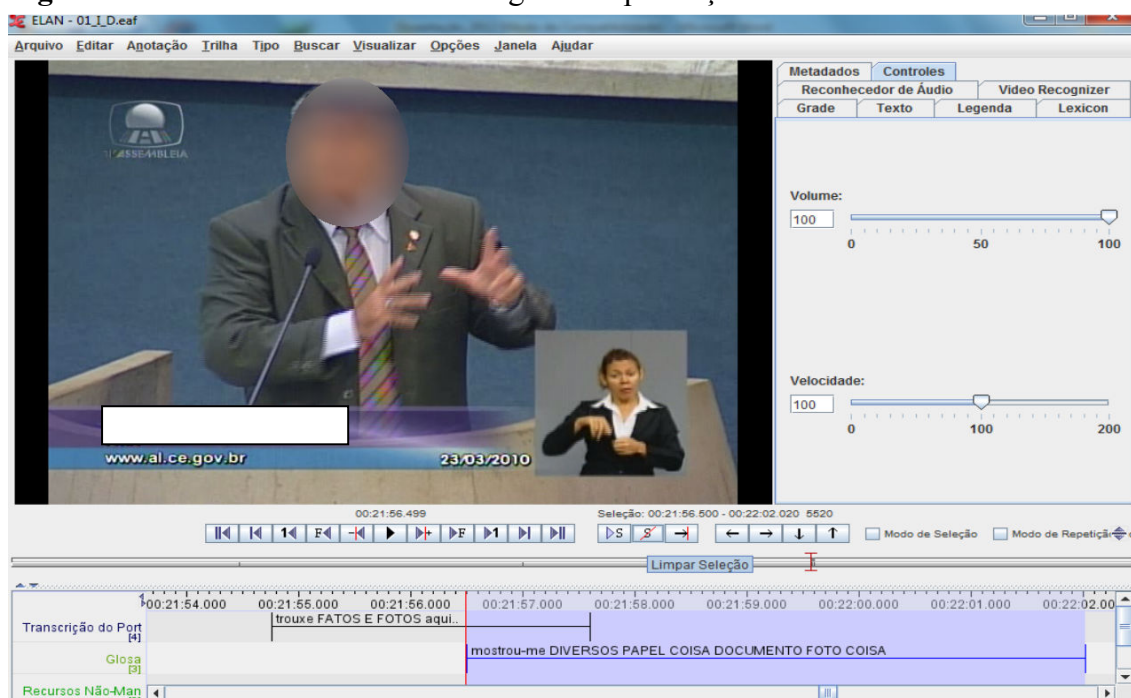 ELAN - 01_I_D.eaf
Arquivo Editar Anotação Trilha Tipo Buscar Visualizar Opções Janela Ajudar
Metadados Controles
Reconhecedor de Áudio Video Recognizer
Grade Texto Legenda Lexicon
Volume:
100
0 50 100
Velocidade:
100
0 100 200
www.al.ce.gov.br 23/03/2010
00:21:56.499 Seleção: 00:21:56.500 - 00:22:02.020 5520
1 F F 1 S S Modo de Seleção Modo de Repetição
Limpar Seleção
00:21:54.000 00:21:55.000 00:21:56.000 00:21:57.000 00:21:58.000 00:21:59.000 00:22:00.000 00:22:01.000 00:22:02.00
Transcrição do Port [4] trouxe FATOS E FOTOS aqui..
Glosa [3] mostrou-me DIVERSOS PAPEL COISA DOCUMENTO FOTO COISA
Recursos Não-Man